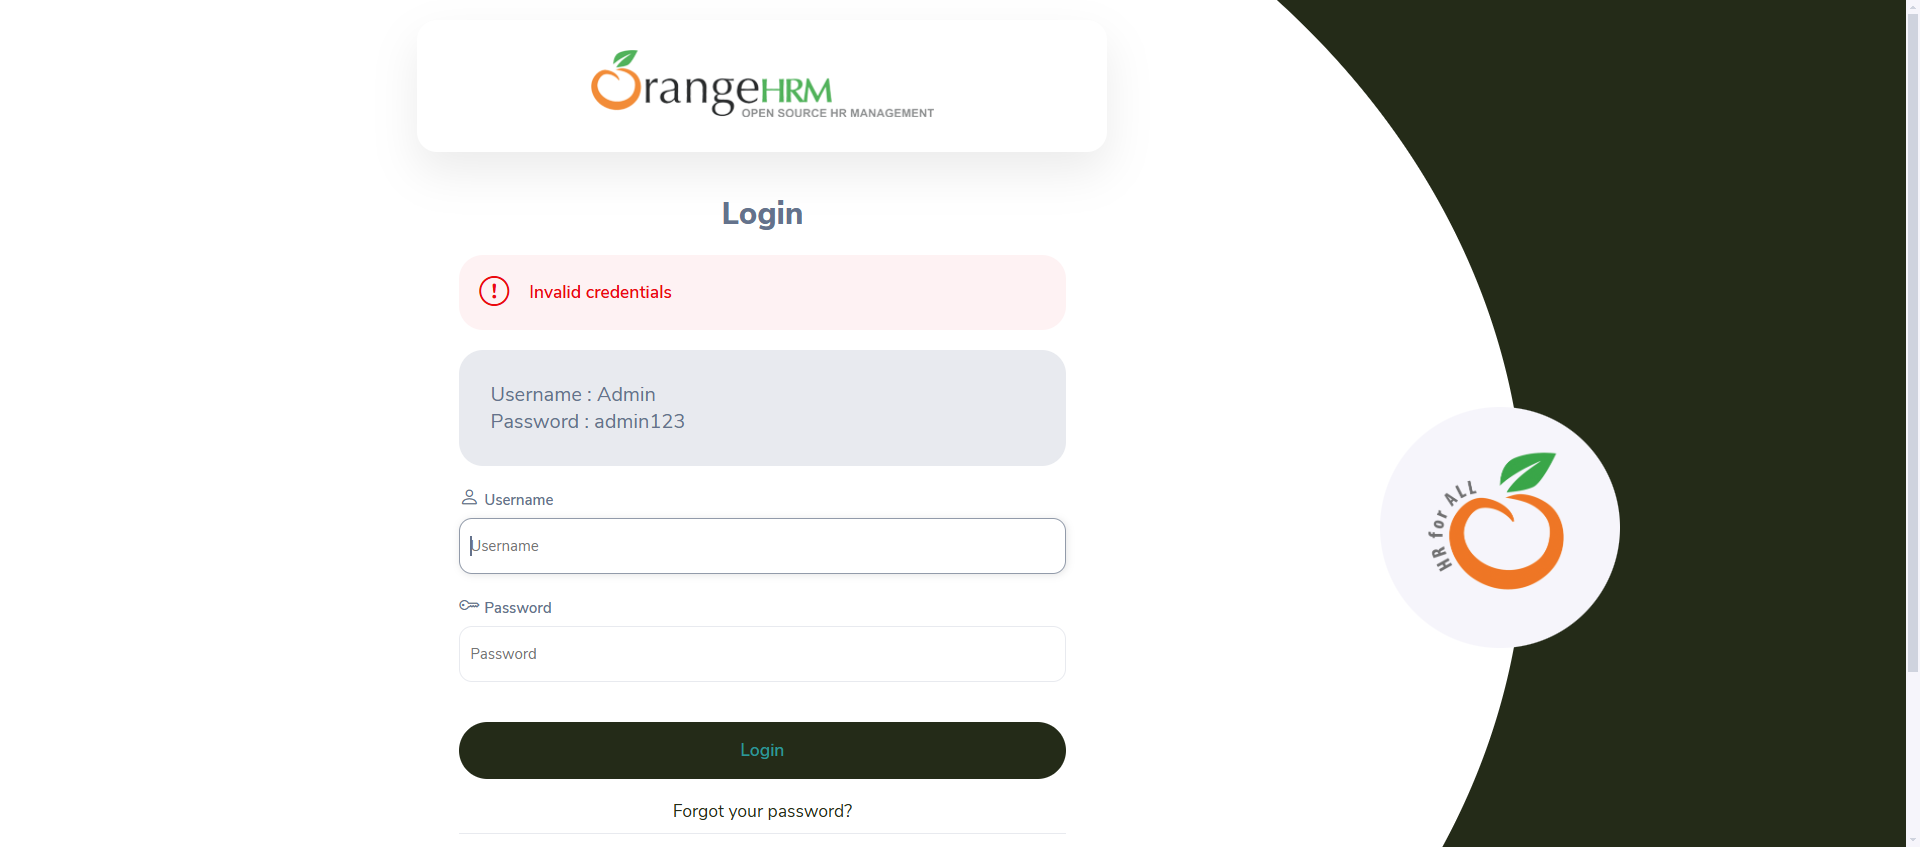 OrangeHRM
OPEN SOURCE HR MANAGEMENT
Login
Invalid credentials
Username : Admin
Password : admin123
Username
Username
Password
Password
Login
Forgot your password?
HR for ALL